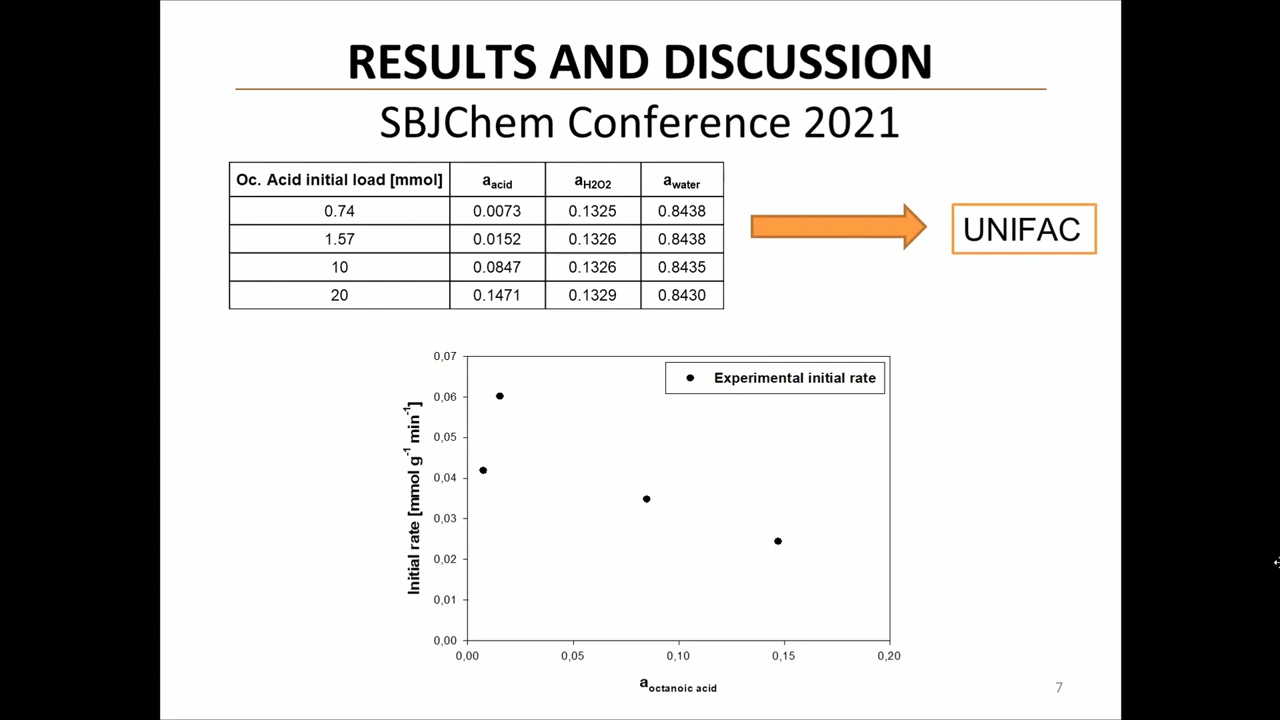 RESULTS AND DISCUSSION
SBJChem Conference 2021
Oc. Acid initial load [mmol] a_acid a_H2O2 a_water
0.74 0.0073 0.1325 0.8438
1.57 0.0152 0.1326 0.8438
10 0.0847 0.1326 0.8435
20 0.1471 0.1329 0.8430
UNIFAC
Experimental initial rate
Initial rate [mmol g⁻¹ min⁻¹]
0,07
0,06
0,05
0,04
0,03
0,02
0,01
0,00
0,00 0,05 0,10 0,15 0,20
a_octanoic acid
7